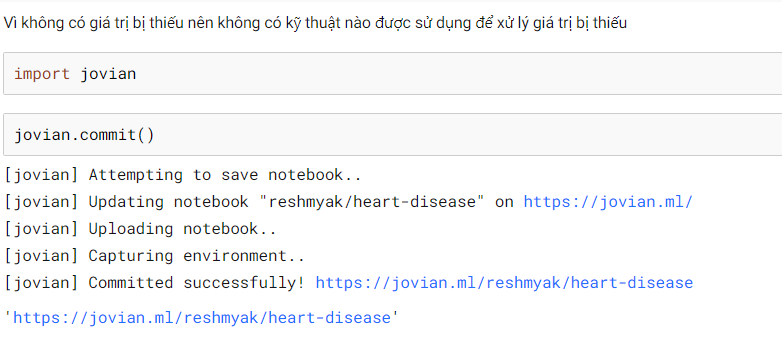 Vì không có giá trị bị thiếu nên không có kỹ thuật nào được sử dụng để xử lý giá trị bị thiếu
import jovian
jovian.commit()
[jovian] Attempting to save notebook..
[jovian] Updating notebook "reshmyak/heart-disease" on https://jovian.ml/
[jovian] Uploading notebook..
[jovian] Capturing environment..
[jovian] Committed successfully! https://jovian.ml/reshmyak/heart-disease
'https://jovian.ml/reshmyak/heart-disease'